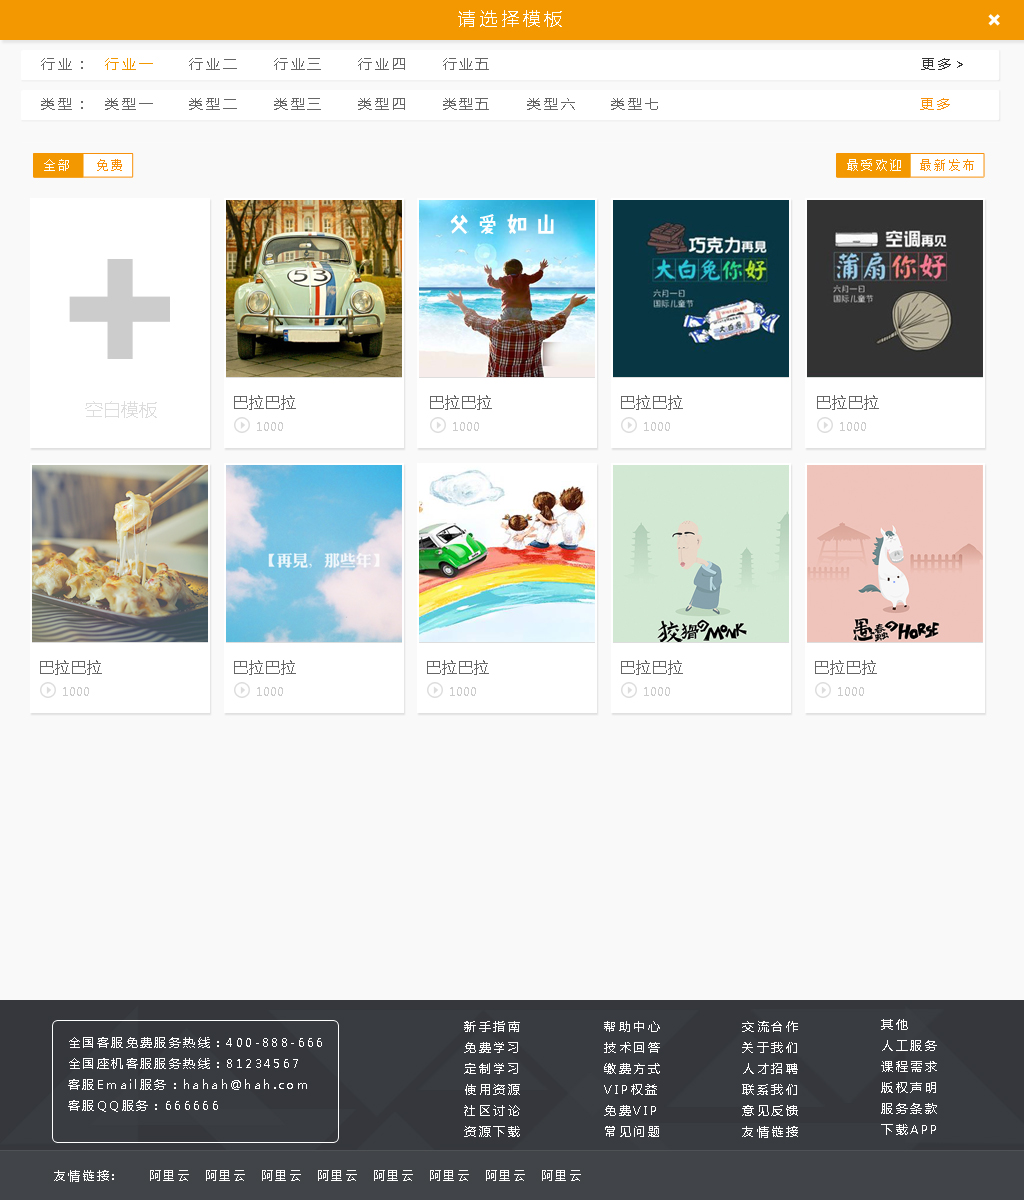 请选择模板 ×
行业： 行业一 行业二 行业三 行业四 行业五 更多 >
类型： 类型一 类型二 类型三 类型四 类型五 类型六 类型七 更多
全部 免费 最受欢迎 最新发布
空白模板
53
巴拉巴拉
1000
父爱如山
巴拉巴拉
1000
巧克力再見
大白兔你好
六月一日
国际儿童节
大白兔
巴拉巴拉
1000
空调再见
蒲扇你好
六月一日
国际儿童节
巴拉巴拉
1000
巴拉巴拉
1000
【再見，那些年】
巴拉巴拉
1000
巴拉巴拉
1000
狡猾のMONK
巴拉巴拉
1000
愚蠢のHORSE
巴拉巴拉
1000
全国客服免费服务热线：400-888-666
全国座机客服服务热线：81234567
客服Email服务：hahah@hah.com
客服QQ服务：666666
新手指南
免费学习
定制学习
使用资源
社区讨论
资源下载
帮助中心
技术回答
缴费方式
VIP权益
免费VIP
常见问题
交流合作
关于我们
人才招聘
联系我们
意见反馈
友情链接
其他
人工服务
课程需求
版权声明
服务条款
下载APP
友情链接: 阿里云 阿里云 阿里云 阿里云 阿里云 阿里云 阿里云 阿里云